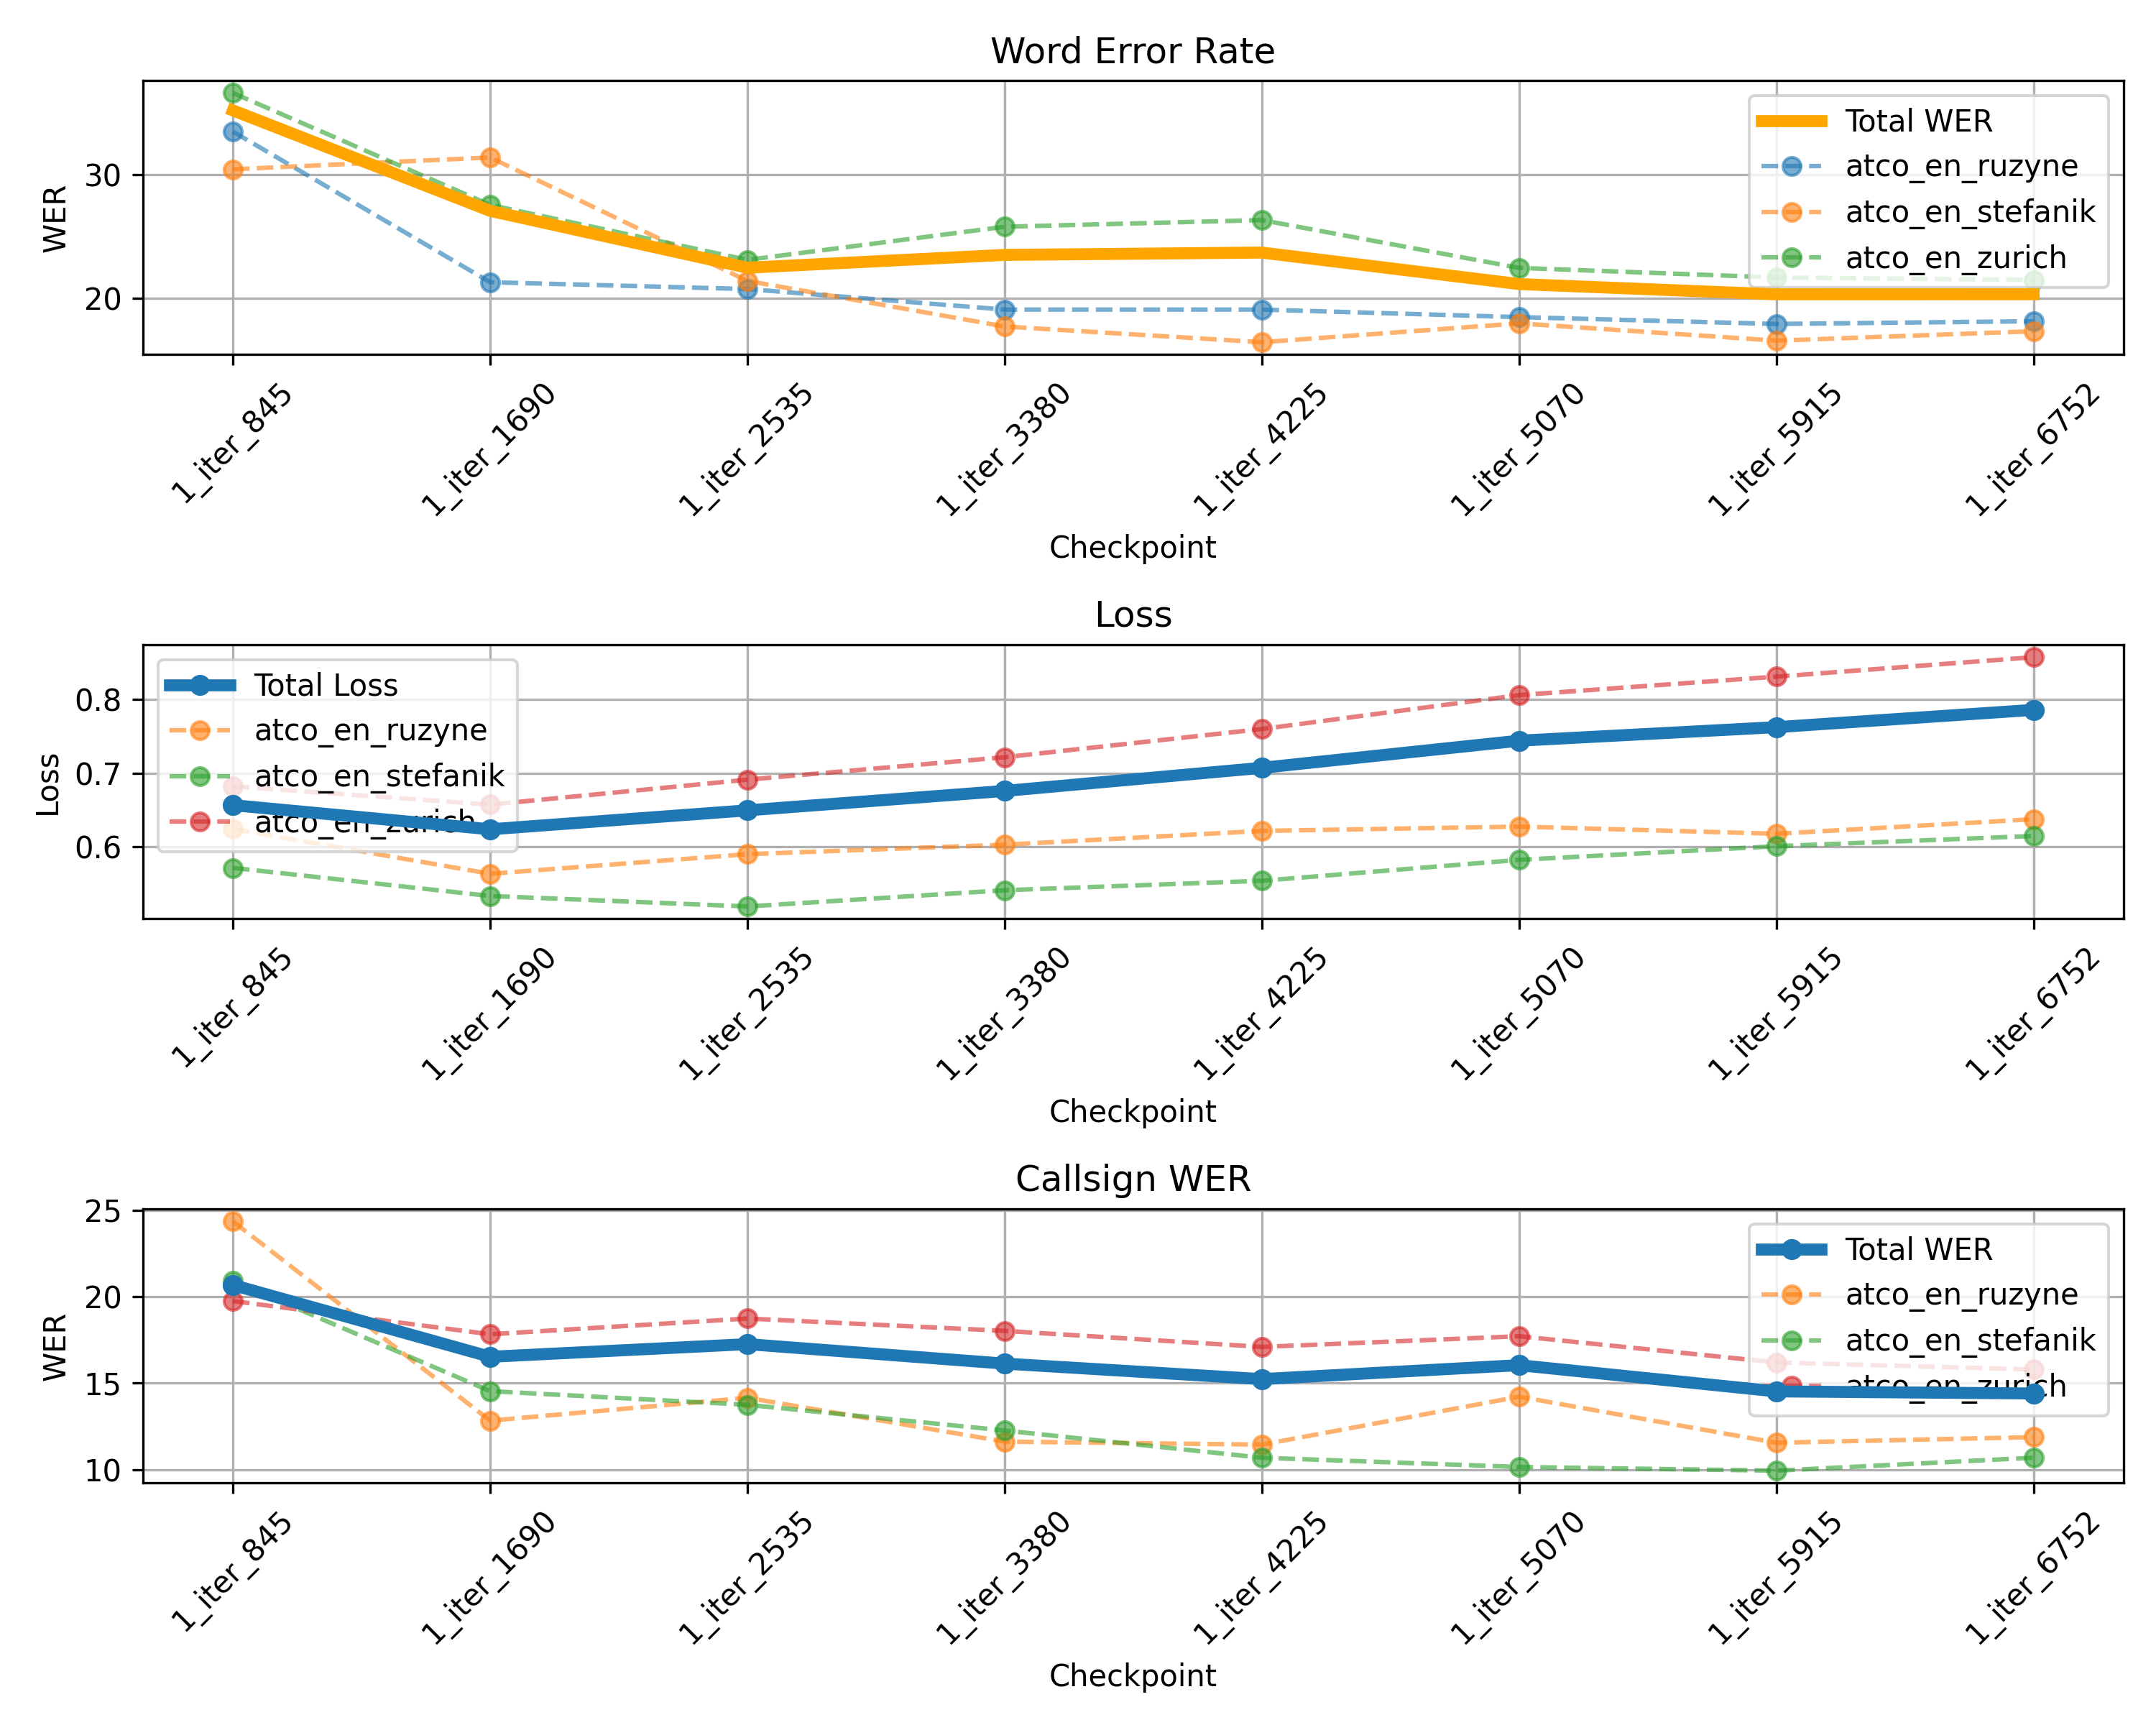 Word Error Rate
WER
30
20
Total WER
atco_en_ruzyne
atco_en_stefanik
atco_en_zurich
1_iter_845
1_iter_1690
1_iter_2535
1_iter_3380
1_iter_4225
1_iter_5070
1_iter_5915
1_iter_6752
Checkpoint
Loss
Loss
0.8
0.7
0.6
Total Loss
atco_en_ruzyne
atco_en_stefanik
atco_en_zurich
1_iter_845
1_iter_1690
1_iter_2535
1_iter_3380
1_iter_4225
1_iter_5070
1_iter_5915
1_iter_6752
Checkpoint
Callsign WER
WER
25
20
15
10
Total WER
atco_en_ruzyne
atco_en_stefanik
atco_en_zurich
1_iter_845
1_iter_1690
1_iter_2535
1_iter_3380
1_iter_4225
1_iter_5070
1_iter_5915
1_iter_6752
Checkpoint